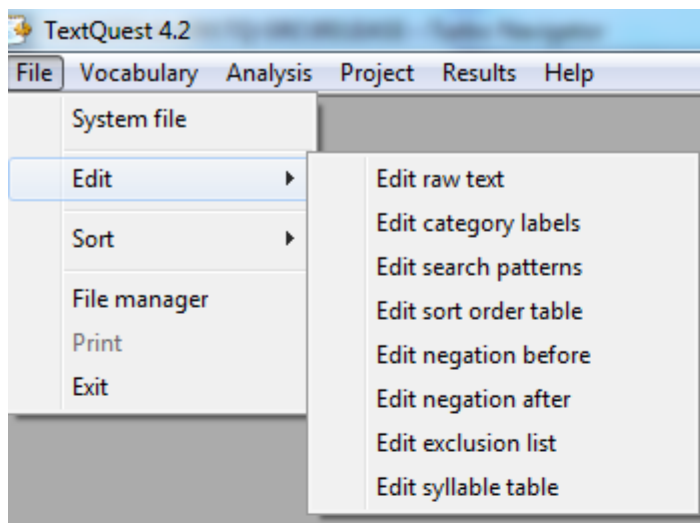 TextQuest 4.2
File Vocabulary Analysis Project Results Help
System file
Edit
Sort
File manager
Print
Exit
Edit raw text
Edit category labels
Edit search patterns
Edit sort order table
Edit negation before
Edit negation after
Edit exclusion list
Edit syllable table